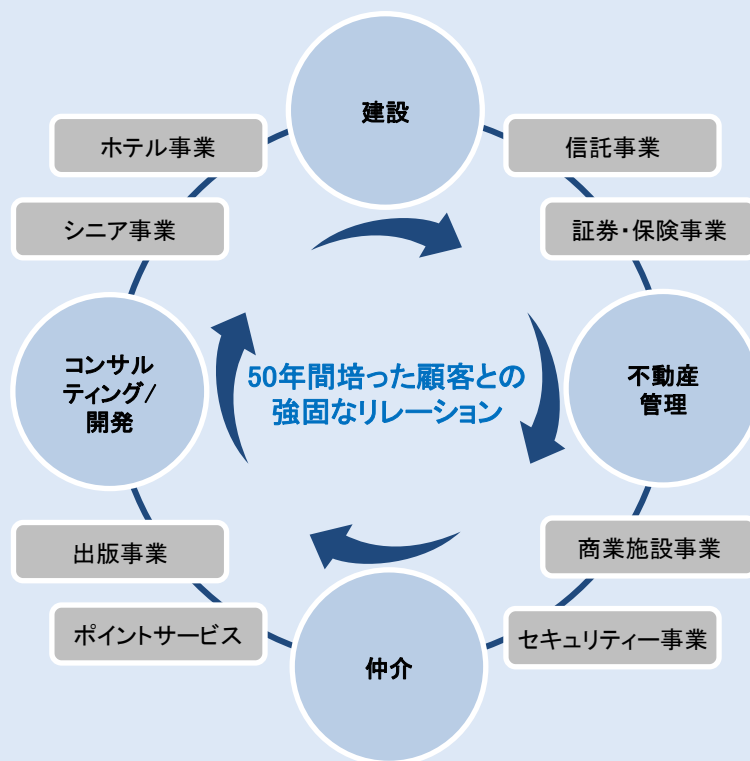 建設
ホテル事業
信託事業
シニア事業
証券・保険事業
コンサル
ティング/
開発
50年間培った顧客との
強固なリレーション
不動産
管理
出版事業
商業施設事業
ポイントサービス
セキュリティー事業
仲介